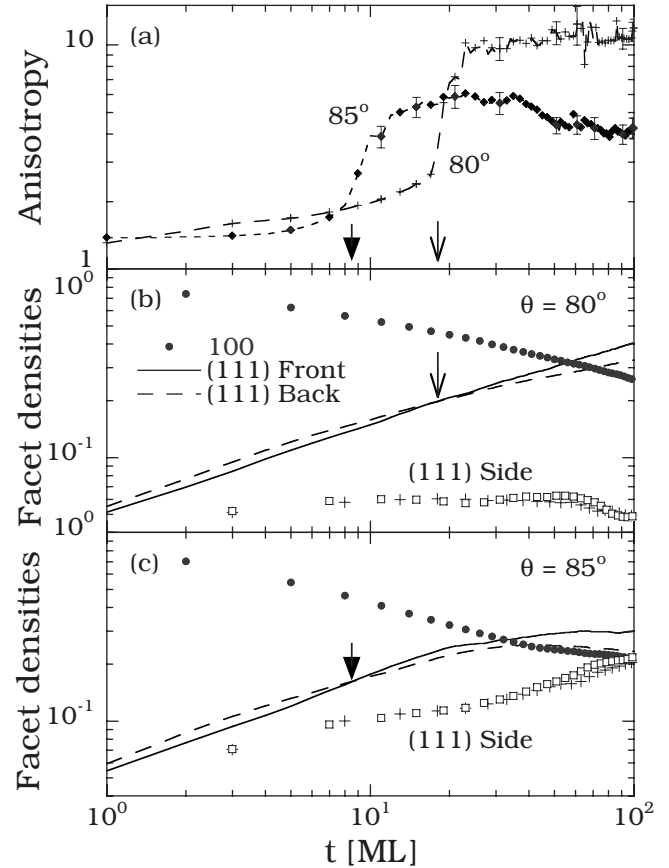 (a)
10
85°
80°
Anisotropy
1
10⁰
(b)
θ = 80°
100
(111) Front
(111) Back
Facet densities
10⁻¹
(111) Side
10⁰
(c)
θ = 85°
Facet densities
10⁻¹
(111) Side
10⁰
10¹
10²
t [ML]